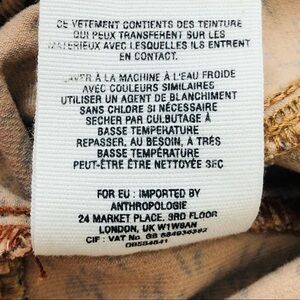 CE VETEMENT CONTIENTS DES TEINTURE
QUI PEUX TRANSFERT SUR LES
MATERIEUX AVEC LESQUELLES ILS ENTRENT
EN CONTACT.
LAVER À LA MACHINE À L'EAU FROIDE
AVEC COULEURS SIMILAIRES
UTILISER UN AGENT DE BLANCHIMENT
SANS CHLORE SI NÉCESSAIRE
SECHER PAR CULBUTAGE À
BASSE TEMPÉRATURE
REPASSER, AU BESOIN, À
BASSE TEMPÉRATURE
PEUT-ÊTRE ÊTRE NETTOYÉE SEC
FOR EU : IMPORTED BY
ANTHROPOLOGIE
24 MARKET PLACE, 3RD FLOOR
LONDON, UK W1W8AN
CIF : VAT No. GB